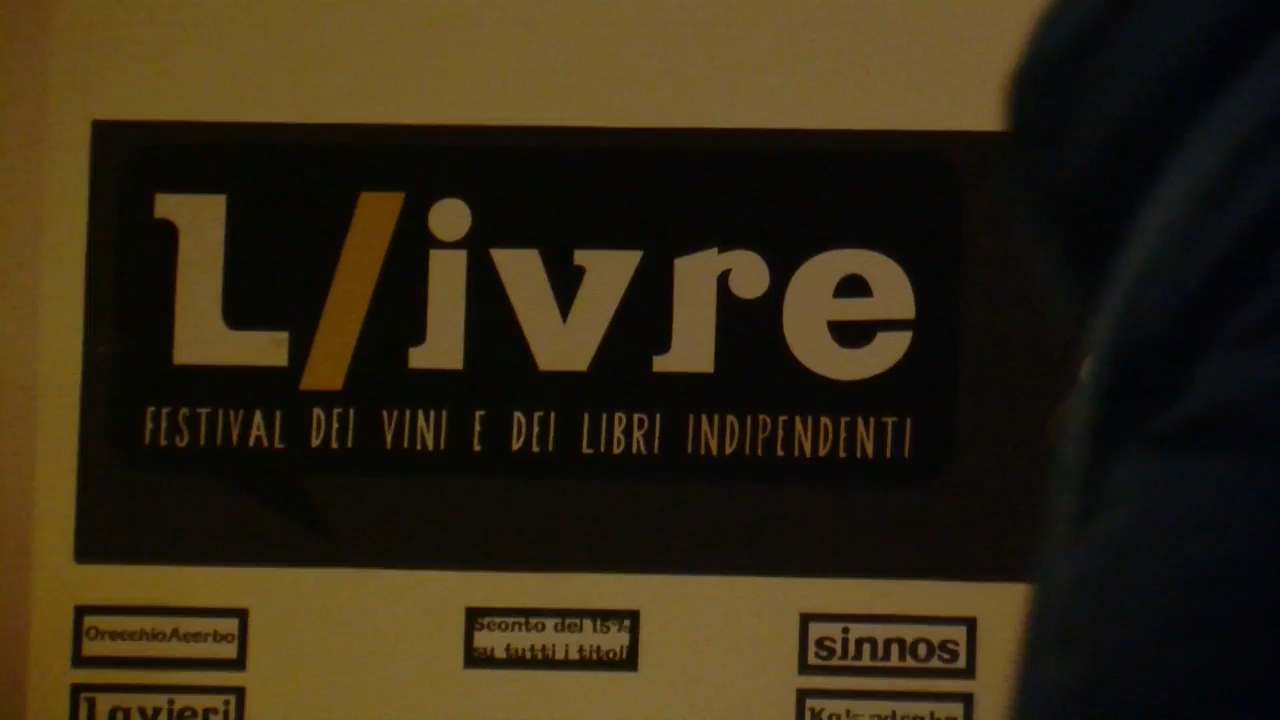 L/ivre
FESTIVAL DEI VINI E DEI LIBRI INDIPENDENTI
OrecchioAcerbo
Sconto del 15%
su tutti i titoli
sinnos
Lavieri